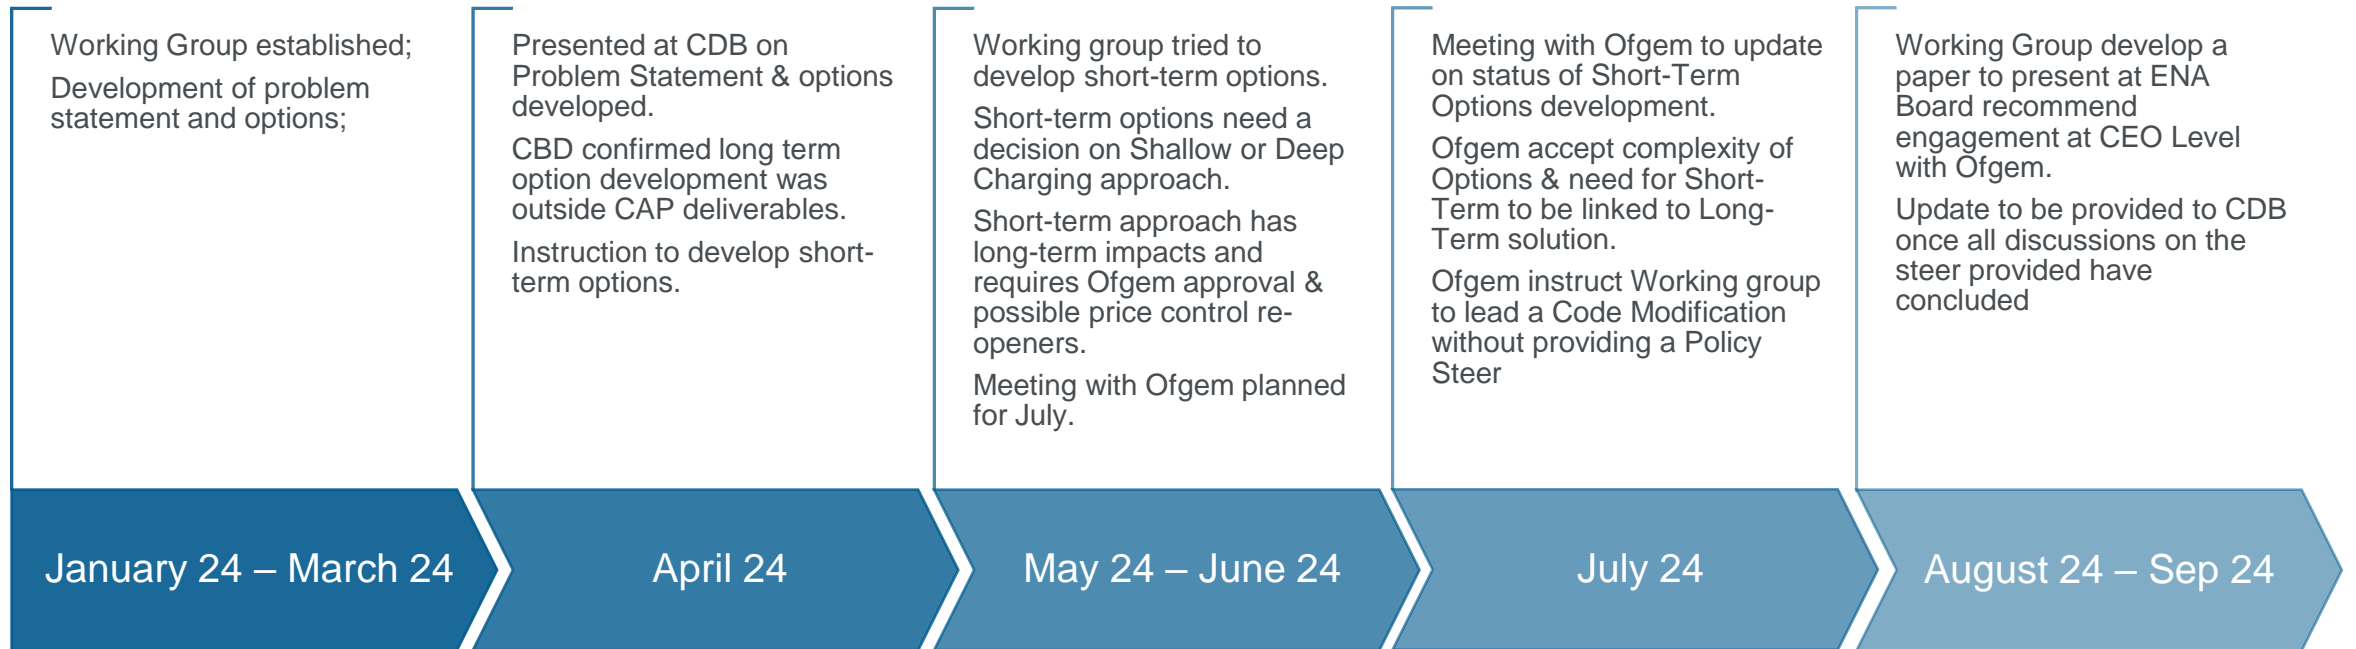 Working Group established;
Development of problem
statement and options;
Presented at CDB on
Problem Statement & options
developed.
CBD confirmed long term
option development was
outside CAP deliverables.
Instruction to develop short-
term options.
Working group tried to
develop short-term options.
Short-term options need a
decision on Shallow or Deep
Charging approach.
Short-term approach has
long-term impacts and
requires Ofgem approval &
possible price control re-
openers.
Meeting with Ofgem planned
for July.
Meeting with Ofgem to update
on status of Short-Term
Options development.
Ofgem accept complexity of
Options & need for Short-
Term to be linked to Long-
Term solution.
Ofgem instruct Working group
to lead a Code Modification
without providing a Policy
Steer
Working Group develop a
paper to present at ENA
Board recommend
engagement at CEO Level
with Ofgem.
Update to be provided to CDB
once all discussions on the
steer provided have
concluded
January 24 – March 24
April 24
May 24 – June 24
July 24
August 24 – Sep 24